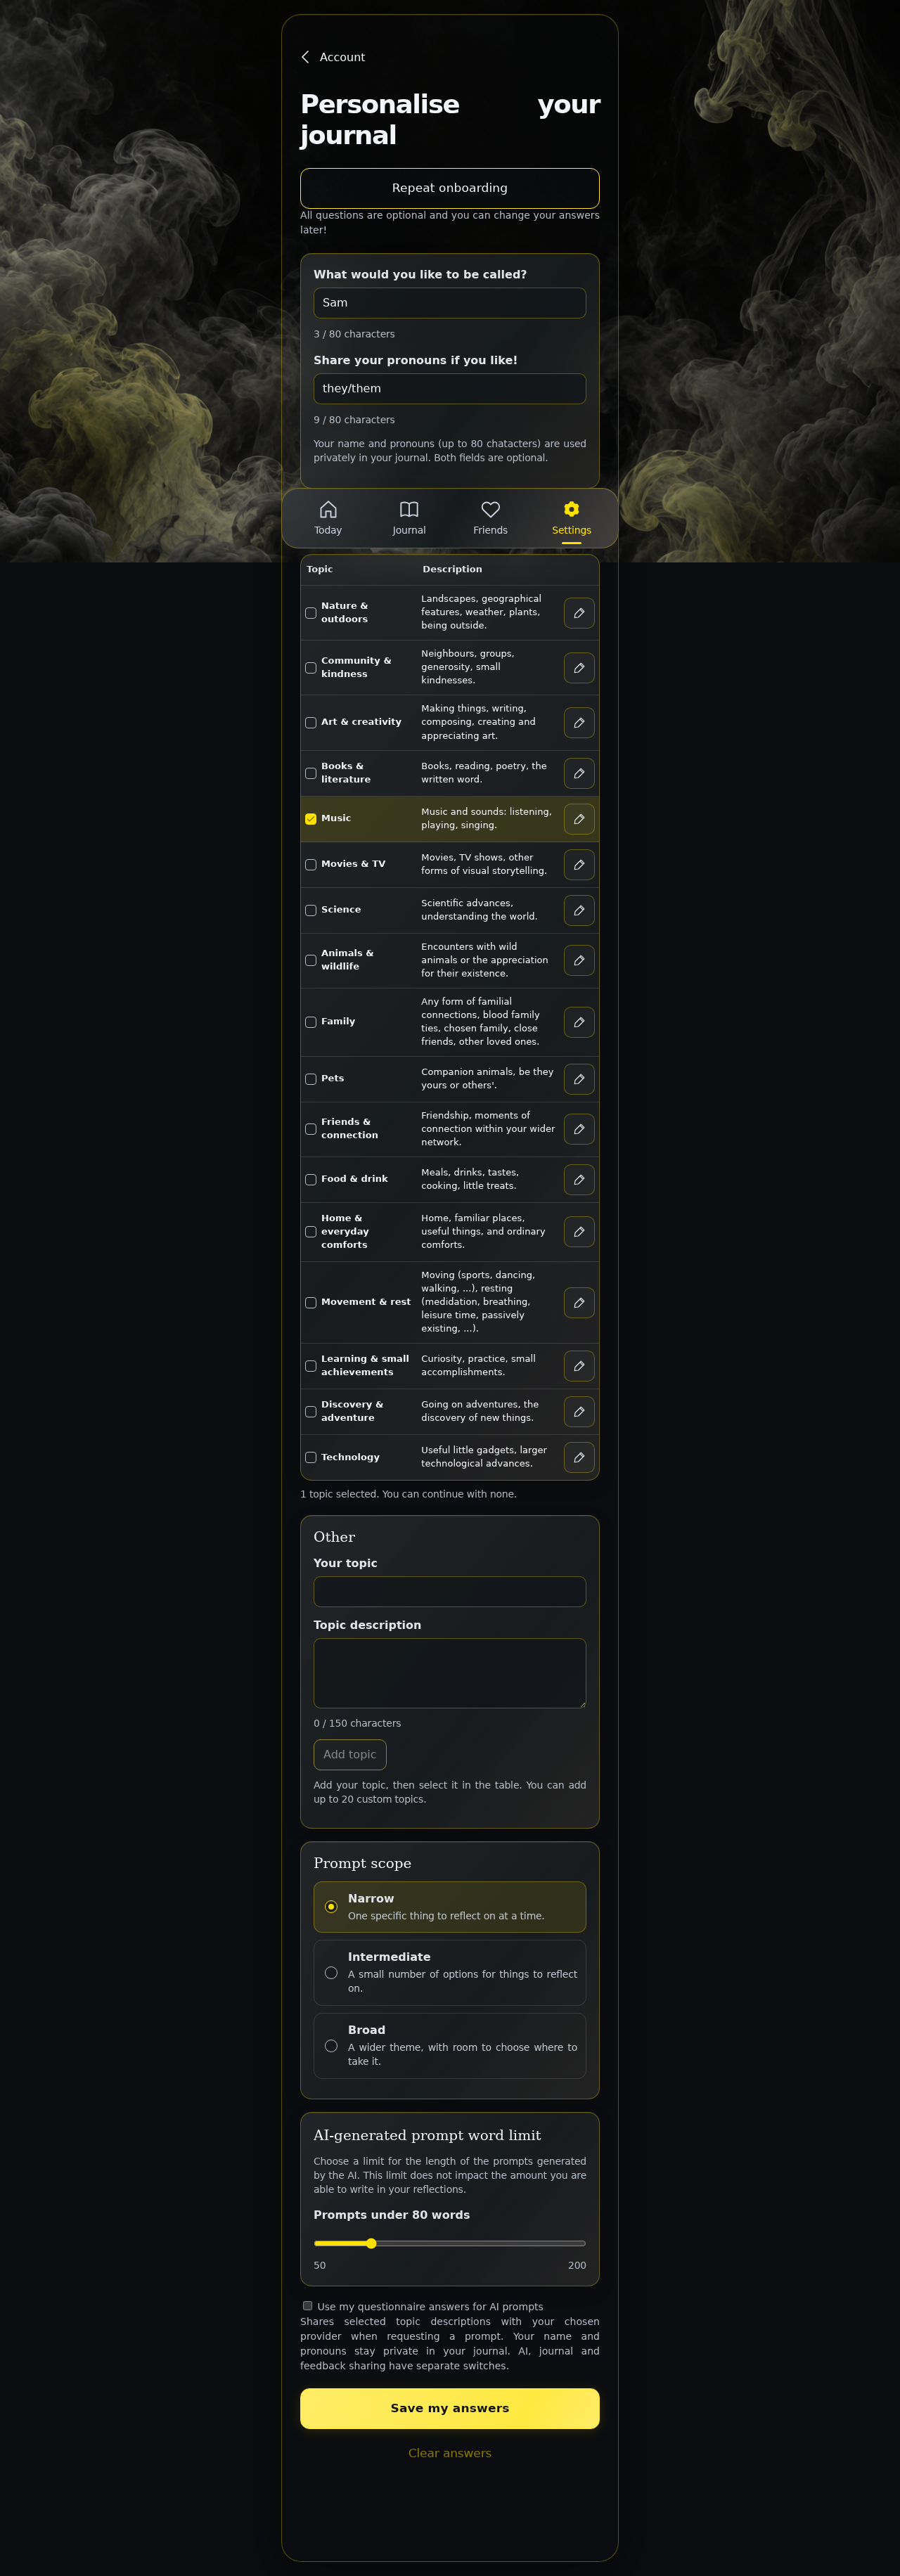 Account
Personalise your
journal
Repeat onboarding
All questions are optional and you can change your answers
later!
What would you like to be called?
Sam
3 / 80 characters
Share your pronouns if you like!
they/them
9 / 80 characters
Your name and pronouns (up to 80 chatacters) are used
privately in your journal. Both fields are optional.
Today
Journal
Friends
Settings
Topic Description
Nature &
outdoors
Landscapes, geographical
features, weather, plants,
being outside.
Community &
kindness
Neighbours, groups,
generosity, small
kindnesses.
Art & creativity
Making things, writing,
composing, creating and
appreciating art.
Books &
literature
Books, reading, poetry, the
written word.
Music
Music and sounds: listening,
playing, singing.
Movies & TV
Movies, TV shows, other
forms of visual storytelling.
Science
Scientific advances,
understanding the world.
Animals &
wildlife
Encounters with wild
animals or the appreciation
for their existence.
Family
Any form of familial
connections, blood family
ties, chosen family, close
friends, other loved ones.
Pets
Companion animals, be they
yours or others'.
Friends &
connection
Friendship, moments of
connection within your wider
network.
Food & drink
Meals, drinks, tastes,
cooking, little treats.
Home &
everyday
comforts
Home, familiar places,
useful things, and ordinary
comforts.
Movement & rest
Moving (sports, dancing,
walking, ...), resting
(medidation, breathing,
leisure time, passively
existing, ...).
Learning & small
achievements
Curiosity, practice, small
accomplishments.
Discovery &
adventure
Going on adventures, the
discovery of new things.
Technology
Useful little gadgets, larger
technological advances.
1 topic selected. You can continue with none.
Other
Your topic
Topic description
0 / 150 characters
Add topic
Add your topic, then select it in the table. You can add
up to 20 custom topics.
Prompt scope
Narrow
One specific thing to reflect on at a time.
Intermediate
A small number of options for things to reflect
on.
Broad
A wider theme, with room to choose where to
take it.
AI-generated prompt word limit
Choose a limit for the length of the prompts generated
by the AI. This limit does not impact the amount you are
able to write in your reflections.
Prompts under 80 words
50 200
Use my questionnaire answers for AI prompts
Shares selected topic descriptions with your chosen
provider when requesting a prompt. Your name and
pronouns stay private in your journal. AI, journal and
feedback sharing have separate switches.
Save my answers
Clear answers